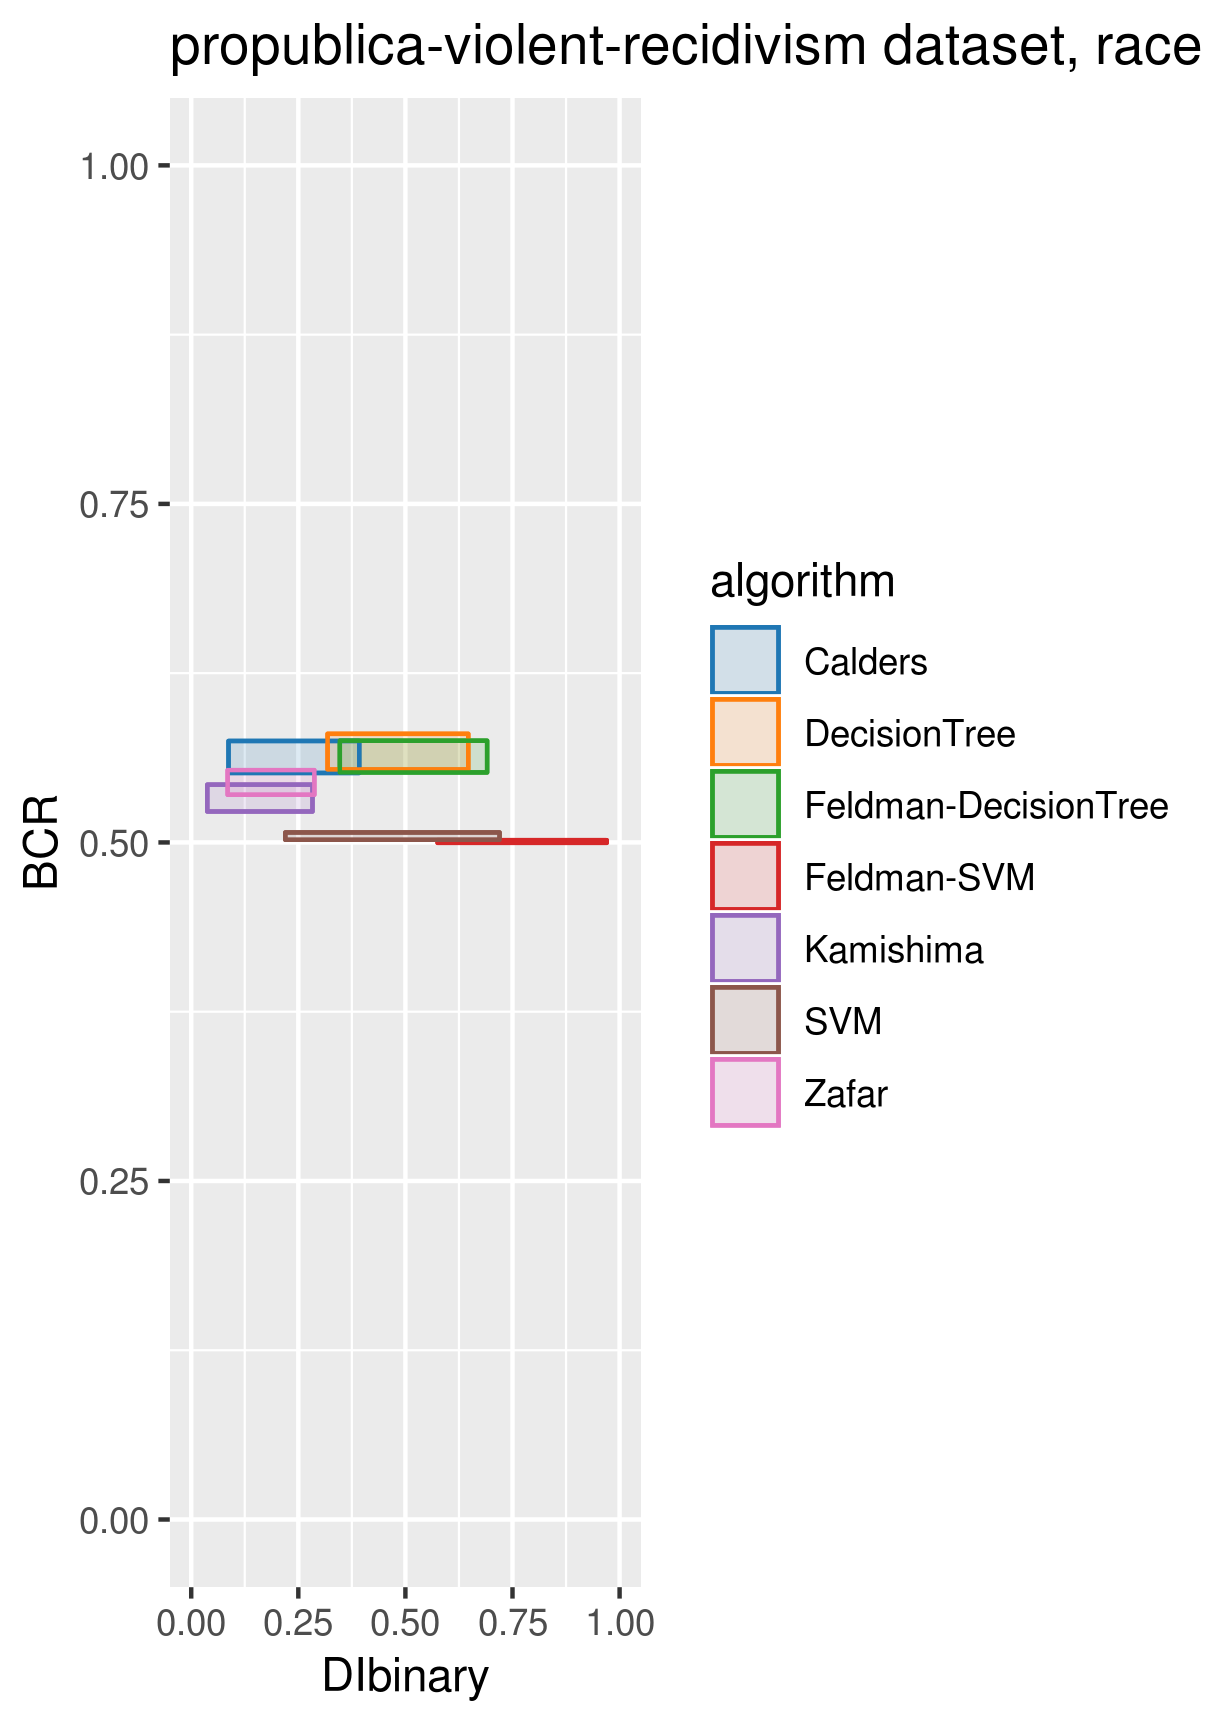 propublica-violent-recidivism dataset, race
1.00
0.75
0.50
0.25
0.00
BCR
0.00 0.25 0.50 0.75 1.00
DIbinary
algorithm
Calders
DecisionTree
Feldman-DecisionTree
Feldman-SVM
Kamishima
SVM
Zafar